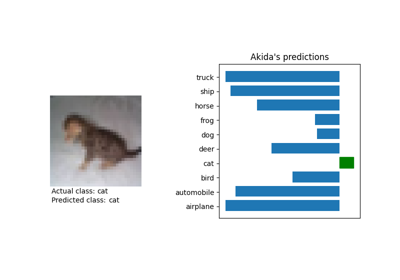 Akida's predictions
truck
ship
horse
frog
dog
deer
cat
bird
automobile
airplane
Actual class: cat
Predicted class: cat